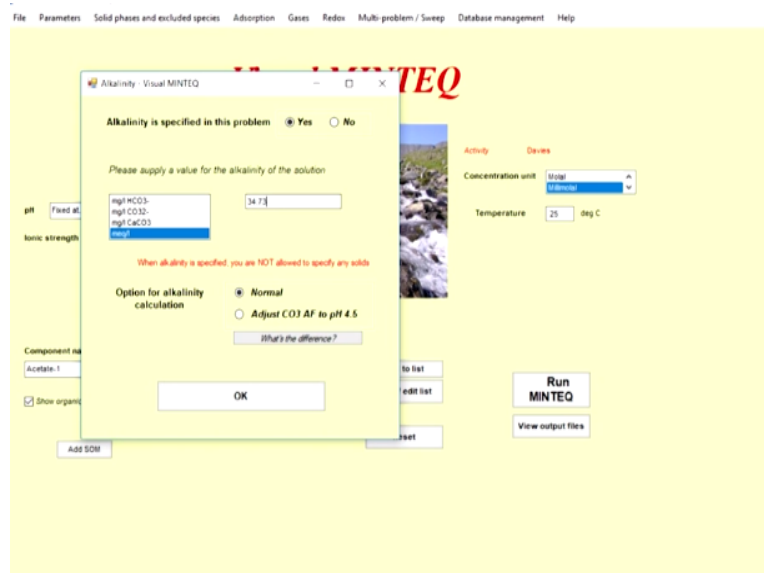 File Parameters Solid phases and excluded species Adsorption Gases Redox Multi-problem / Sweep Database management Help
MINTEQ
Alkalinity - Visual MINTEQ
Alkalinity is specified in this problem Yes No
Please supply a value for the alkalinity of the solution
mg/l HCO3-
mg/l CO32-
mg/l CaCO3
meq/l
34.73
When alkalinity is specified, you are NOT allowed to specify any solids
Option for alkalinity calculation
Normal
Adjust CO3 AF to pH 4.5
What's the difference?
OK
Activity Davies
Concentration unit Molal
Millimolal
Temperature 25 deg C
pH Fixed at
Ionic strength
Component na
Acetate-1
Show organic
Add SOM
to list
edit list
eset
Run
MINTEQ
View output files